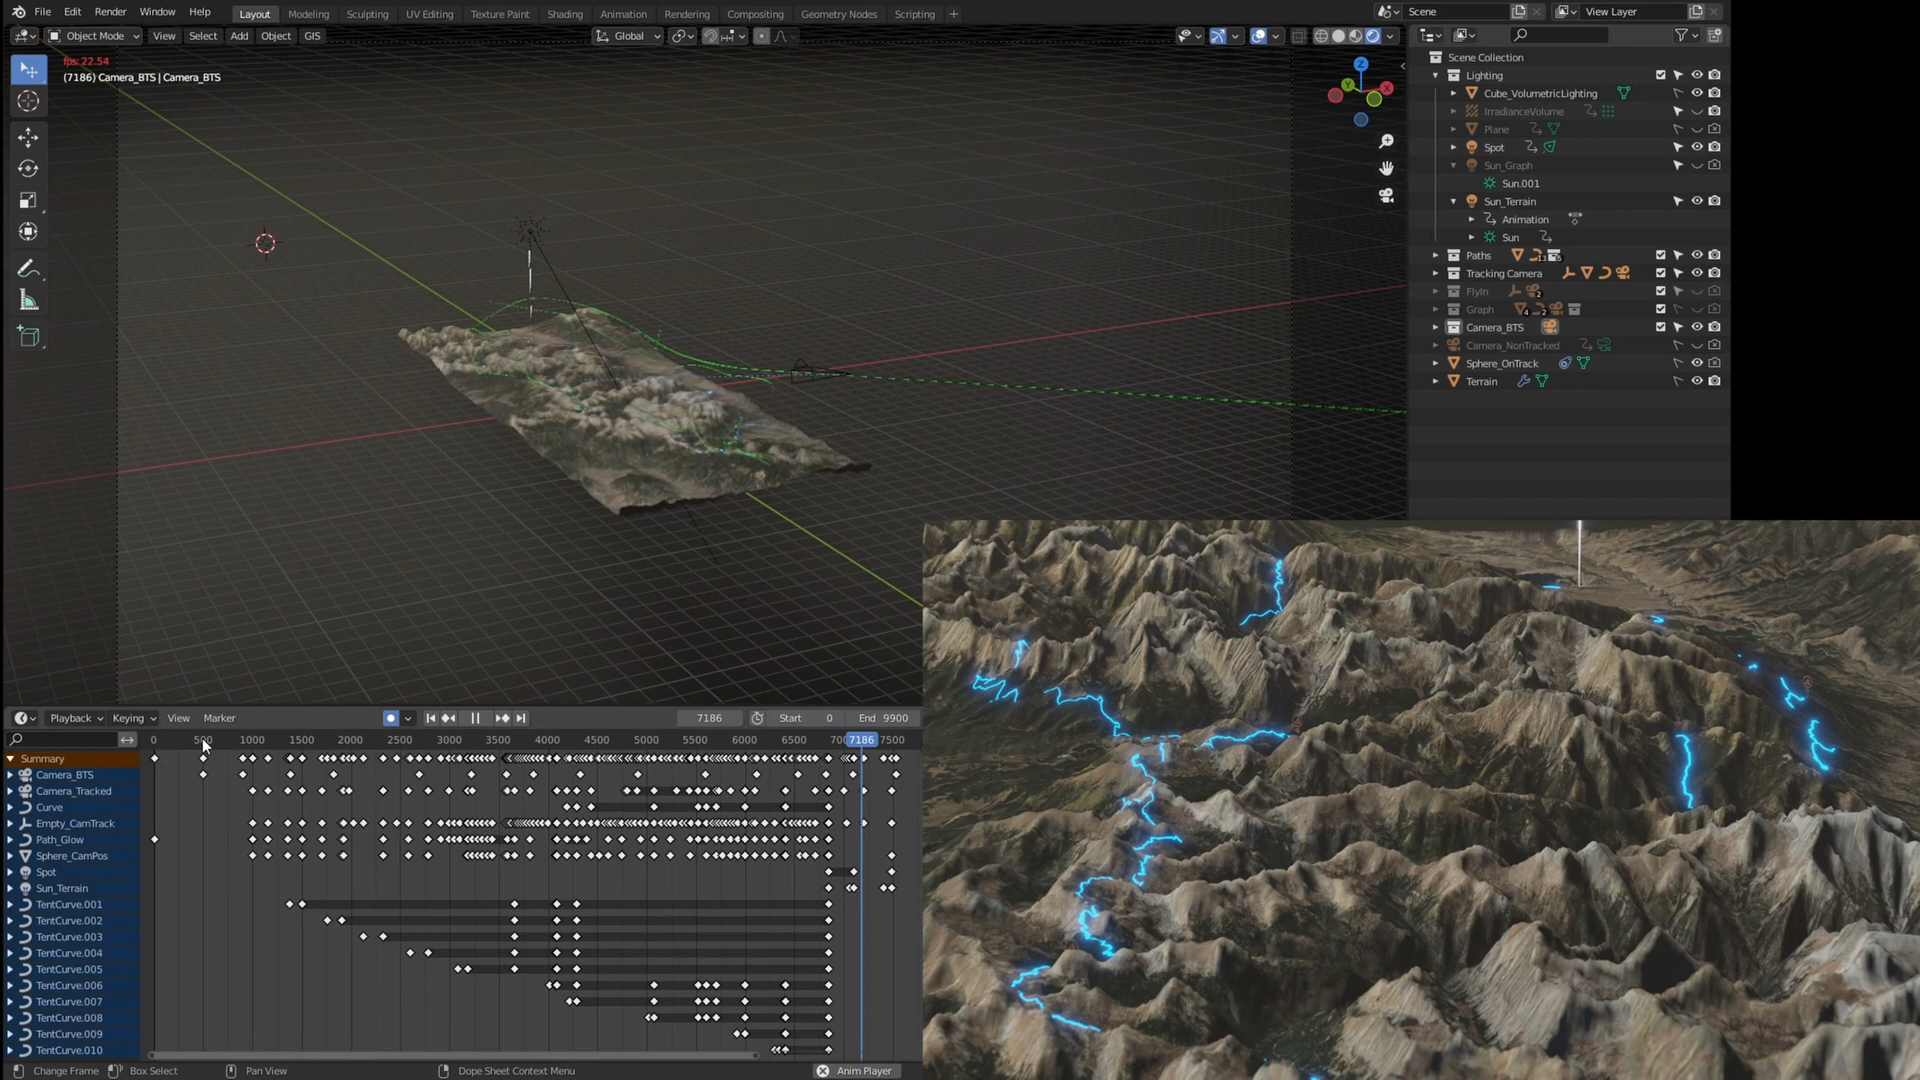 File Edit Render Window Help Layout Modeling Sculpting UV Editing Texture Paint Shading Animation Rendering Compositing Geometry Nodes Scripting + Scene View Layer
Object Mode View Select Add Object GIS Global
fps: 22.54
(7186) Camera_BTS | Camera_BTS
Z
Y
X
Scene Collection
Lighting
Cube_VolumetricLighting
IrradianceVolume
Plane
Spot
Sun_Graph
Sun.001
Sun_Terrain
Animation
Sun
Paths
Tracking Camera
FlyIn 2
Graph 4 2
Camera_BTS
Camera_NonTracked
Sphere_OnTrack
Terrain
Playback Keying View Marker 7186 Start 0 End 9900
0 500 1000 1500 2000 2500 3000 3500 4000 4500 5000 5500 6000 6500 7186 7500
Summary
Camera_BTS
Camera_Tracked
Curve
Empty_CamTrack
Path_Glow
Sphere_CamPos
Spot
Sun_Terrain
TentCurve.001
TentCurve.002
TentCurve.003
TentCurve.004
TentCurve.005
TentCurve.006
TentCurve.007
TentCurve.008
TentCurve.009
TentCurve.010
Change Frame Box Select Pan View Dope Sheet Context Menu Anim Player